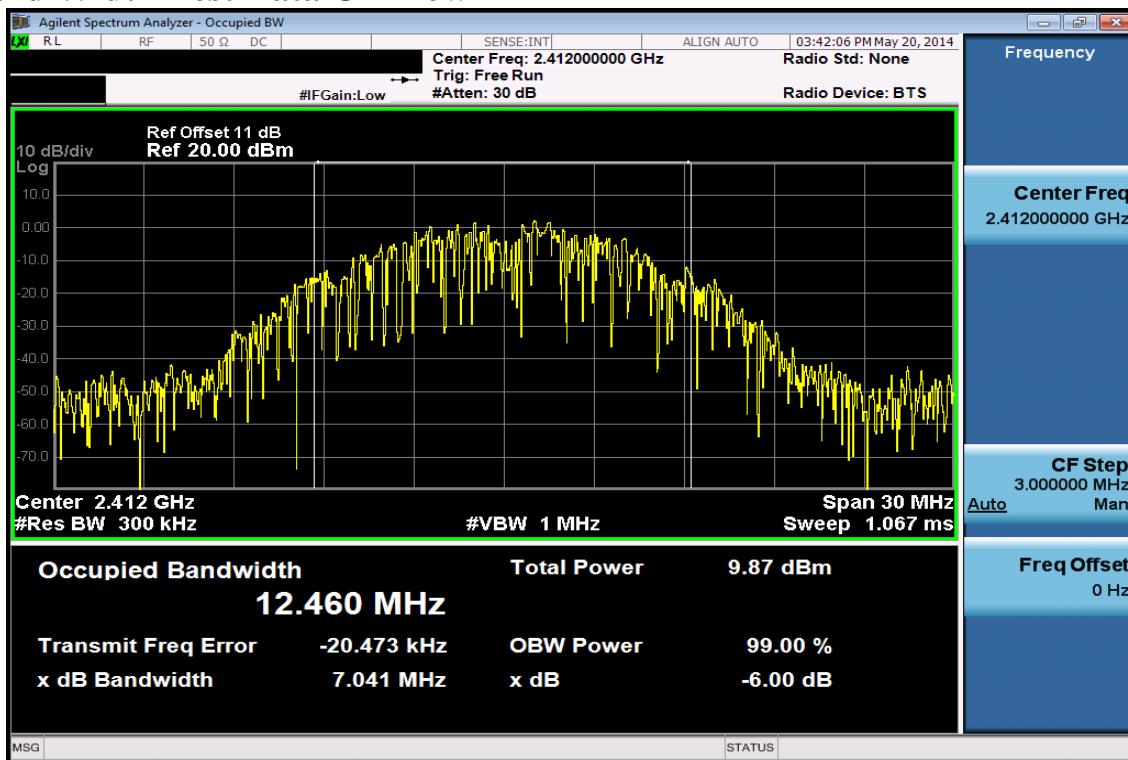 Agilent Spectrum Analyzer - Occupied BW
LXI RL RF 50 Ω DC SENSE:INT ALIGN AUTO 03:42:06 PM May 20, 2014
Center Freq: 2.412000000 GHz Radio Std: None
Trig: Free Run
#IFGain:Low #Atten: 30 dB Radio Device: BTS
Ref Offset 11 dB
10 dB/div Ref 20.00 dBm
Log
10.0
0.00
-10.0
-20.0
-30.0
-40.0
-50.0
-60.0
-70.0
Center 2.412 GHz Span 30 MHz
#Res BW 300 kHz #VBW 1 MHz Sweep 1.067 ms
Occupied Bandwidth Total Power 9.87 dBm
12.460 MHz
Transmit Freq Error -20.473 kHz OBW Power 99.00 %
x dB Bandwidth 7.041 MHz x dB -6.00 dB
MSG STATUS
Frequency
Center Freq
2.412000000 GHz
CF Step
3.000000 MHz
Auto Man
Freq Offset
0 Hz